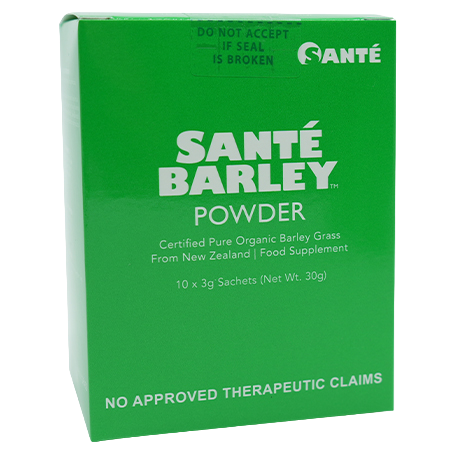 DO NOT ACCEPT
IF SEAL
IS BROKEN
SANTÉ
SANTÉ
BARLEY™
POWDER
Certified Pure Organic Barley Grass
From New Zealand | Food Supplement
10 x 3g Sachets (Net Wt. 30g)
NO APPROVED THERAPEUTIC CLAIMS